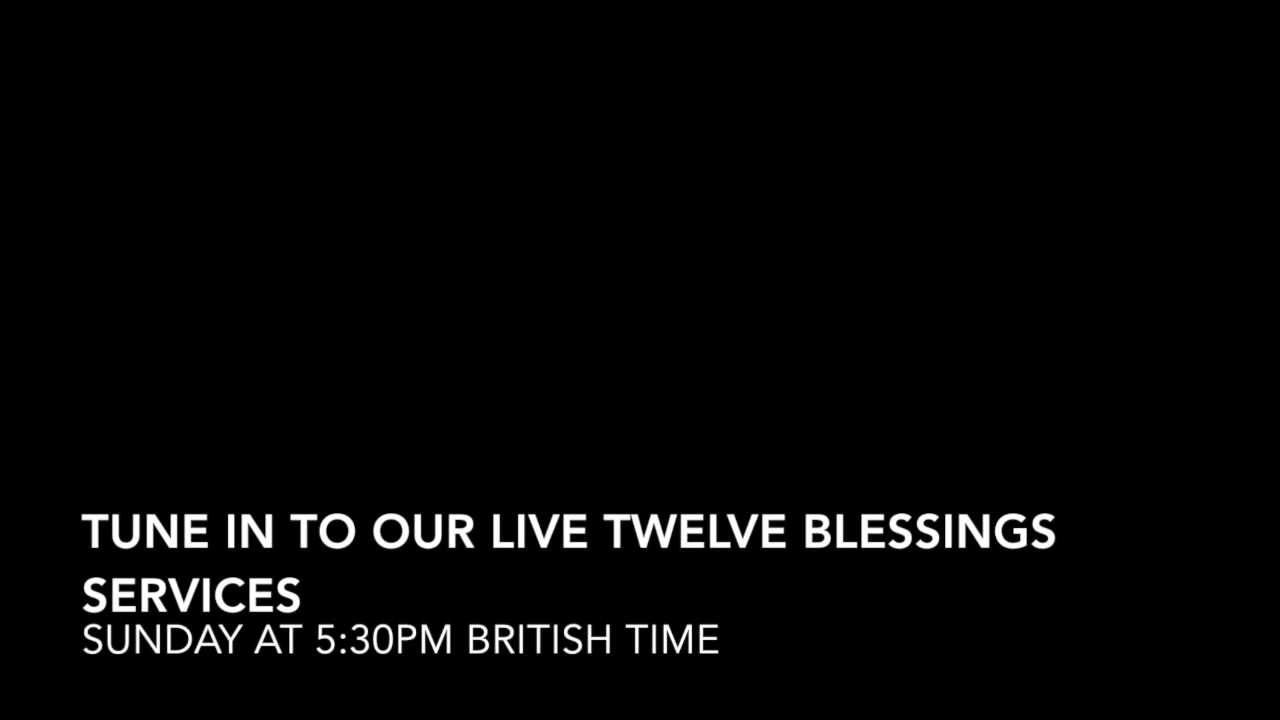 TUNE IN TO OUR LIVE TWELVE BLESSINGS
SERVICES
SUNDAY AT 5:30PM BRITISH TIME